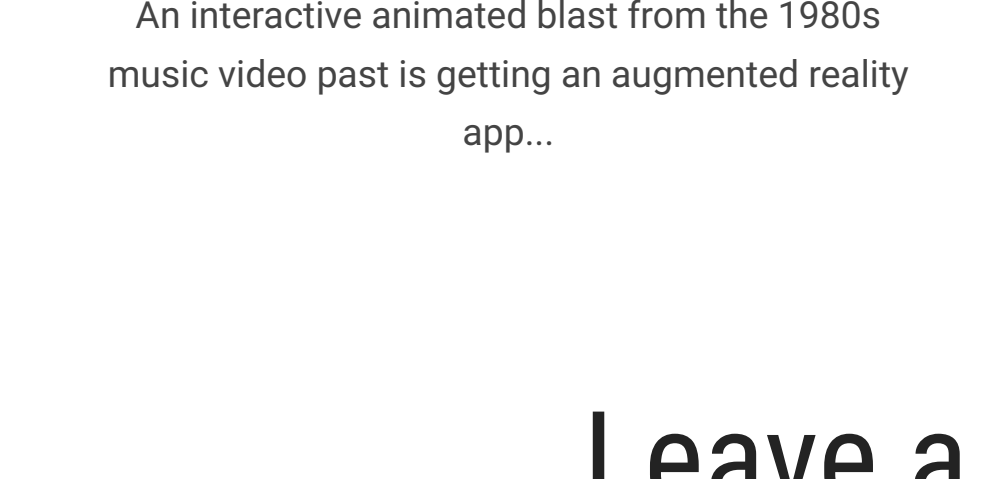 An interactive animated blast from the 1980s
music video past is getting an augmented reality
app...
Leave a